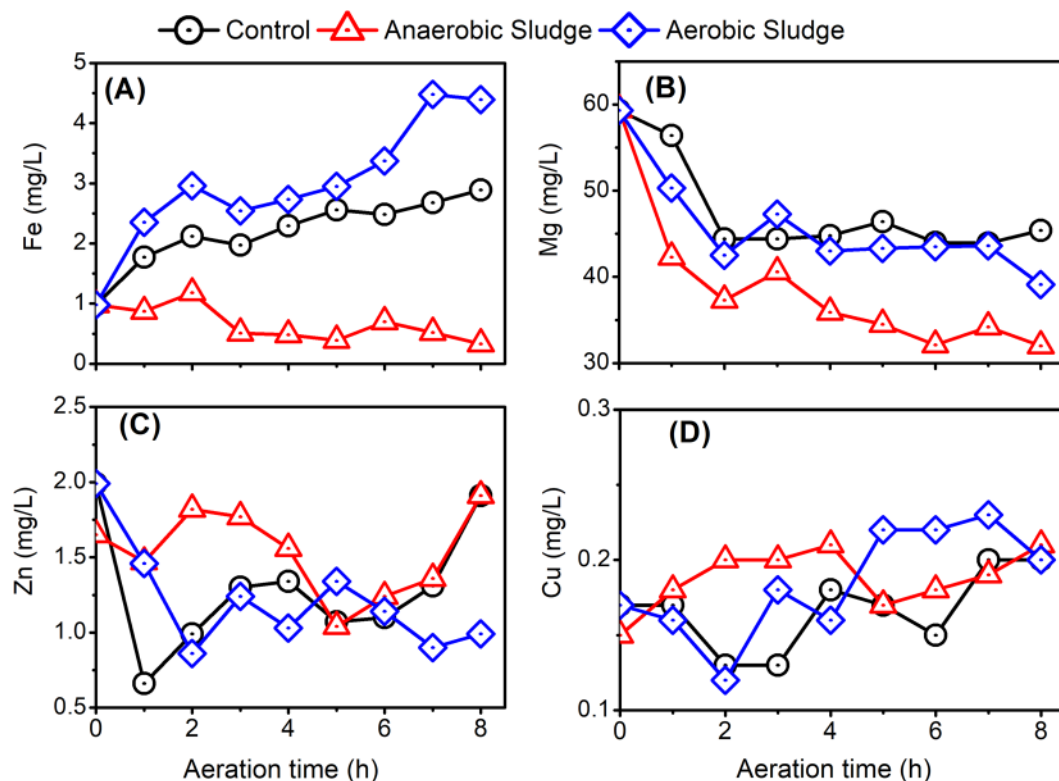 Control Anaerobic Sludge Aerobic Sludge
(A)
Fe (mg/L)
5
4
3
2
1
0
(B)
Mg (mg/L)
60
50
40
30
(C)
Zn (mg/L)
2.5
2.0
1.5
1.0
0.5
0 2 4 6 8
Aeration time (h)
(D)
Cu (mg/L)
0.3
0.2
0.1
0 2 4 6 8
Aeration time (h)